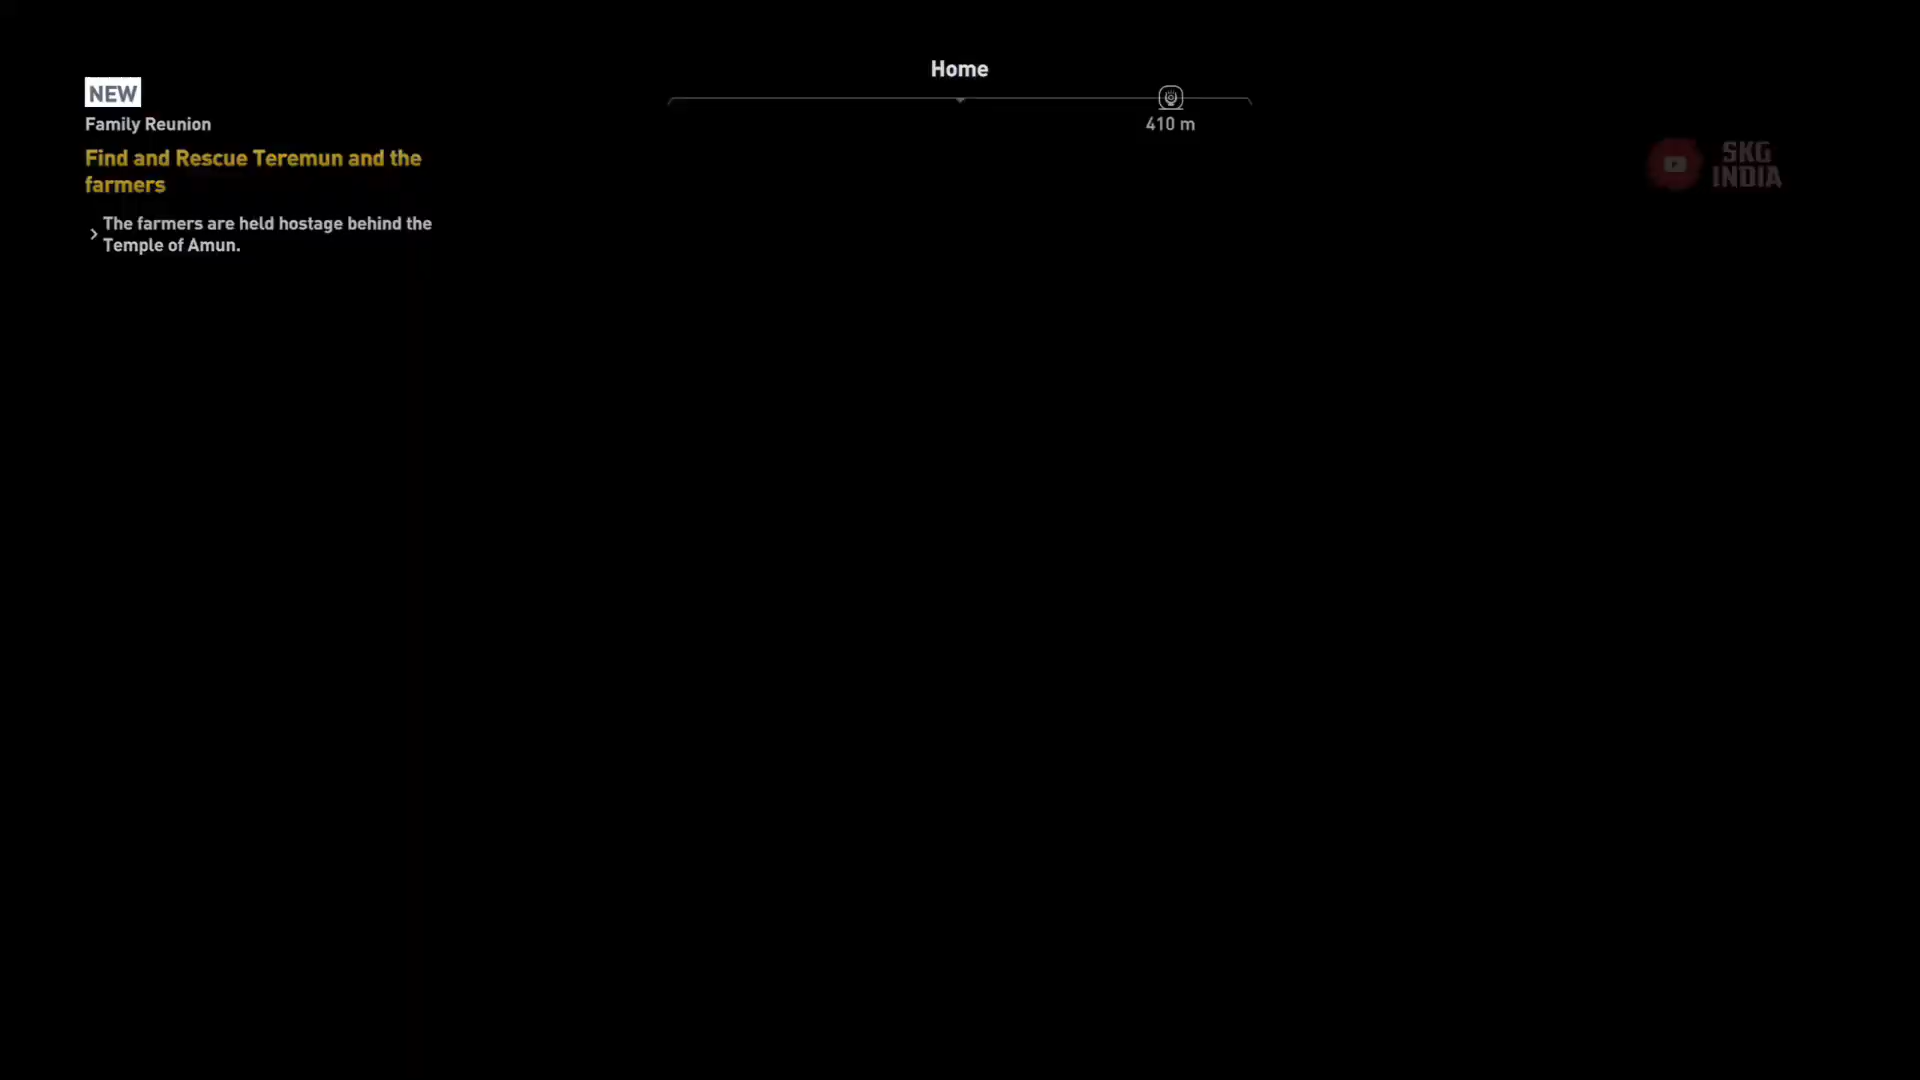 Home
NEW
Family Reunion
410 m
Find and Rescue Teremun and the
farmers
SKG
INDIA
The farmers are held hostage behind the
Temple of Amun.